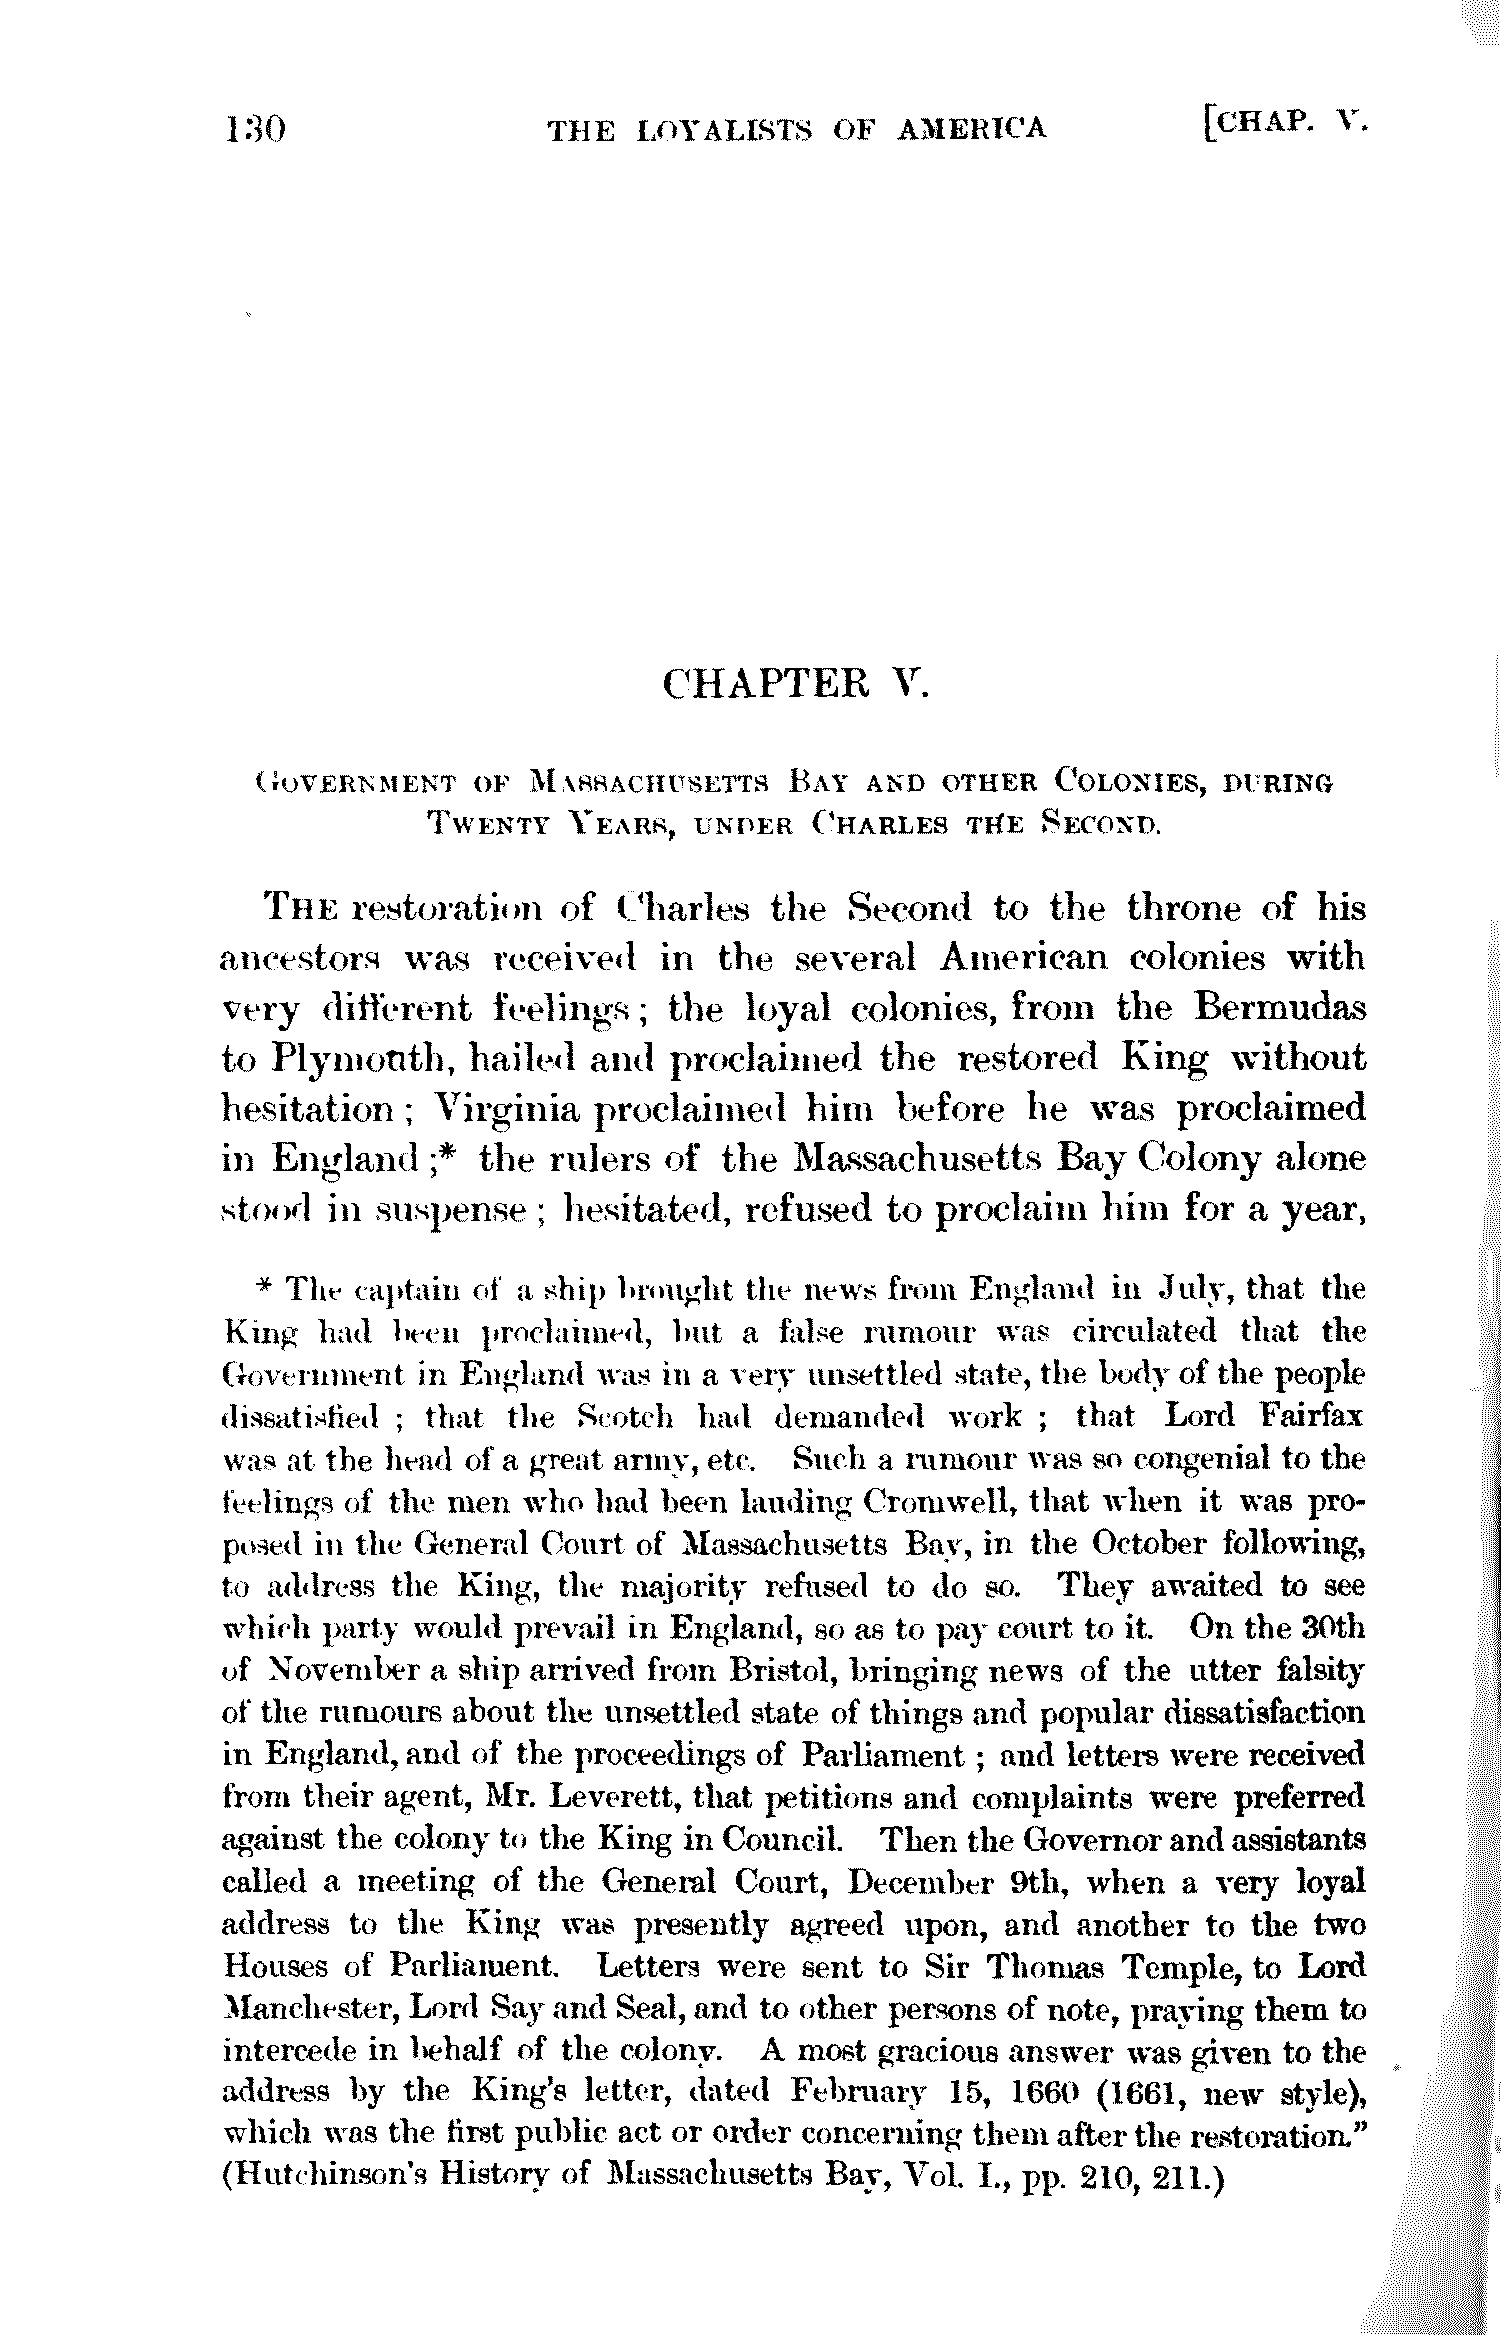 130 THE LOYALISTS OF AMERICA [CHAP. V.
CHAPTER V.
GOVERNMENT OF MASSACHUSETTS BAY AND OTHER COLONIES, DURING
TWENTY YEARS, UNDER CHARLES THE SECOND.
THE restoration of Charles the Second to the throne of his
ancestors was received in the several American colonies with
very different feelings; the loyal colonies, from the Bermudas
to Plymouth, hailed and proclaimed the restored King without
hesitation; Virginia proclaimed him before he was proclaimed
in England;* the rulers of the Massachusetts Bay Colony alone
stood in suspense; hesitated, refused to proclaim him for a year,
* The captain of a ship brought the news from England in July, that the
King had been proclaimed, but a false rumour was circulated that the
Government in England was in a very unsettled state, the body of the people
dissatisfied ; that the Scotch had demanded work ; that Lord Fairfax
was at the head of a great army, etc. Such a rumour was so congenial to the
feelings of the men who had been lauding Cromwell, that when it was pro-
posed in the General Court of Massachusetts Bay, in the October following,
to address the King, the majority refused to do so. They awaited to see
which party would prevail in England, so as to pay court to it. On the 30th
of November a ship arrived from Bristol, bringing news of the utter falsity
of the rumours about the unsettled state of things and popular dissatisfaction
in England, and of the proceedings of Parliament ; and letters were received
from their agent, Mr. Leverett, that petitions and complaints were preferred
against the colony to the King in Council. Then the Governor and assistants
called a meeting of the General Court, December 9th, when a very loyal
address to the King was presently agreed upon, and another to the two
Houses of Parliament. Letters were sent to Sir Thomas Temple, to Lord
Manchester, Lord Say and Seal, and to other persons of note, praying them to
intercede in behalf of the colony. A most gracious answer was given to the
address by the King's letter, dated February 15, 1660 (1661, new style),
which was the first public act or order concerning them after the restoration."
(Hutchinson's History of Massachusetts Bay, Vol. I., pp. 210, 211.)